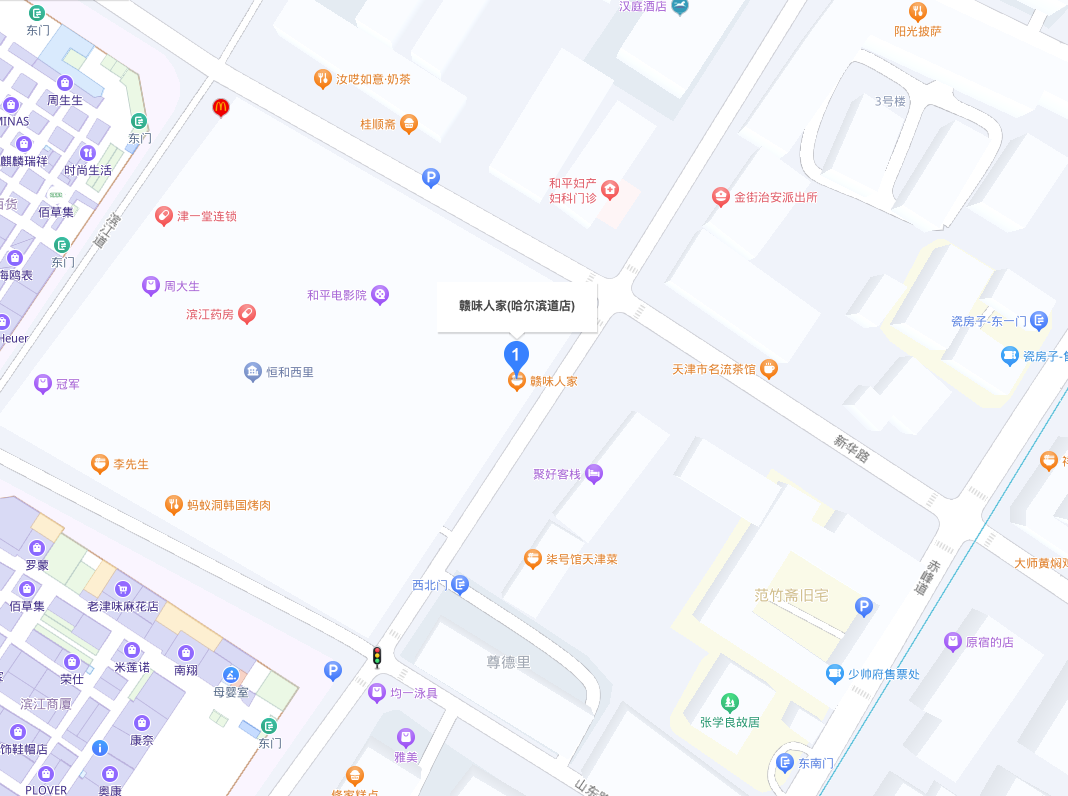 汉庭酒店
阳光披萨
东门
汝呓如意·奶茶
周生生
3号楼
MINAS
桂顺斋
东门
麒麟瑞祥
时尚生活
和平妇产
妇科门诊
金街治安派出所
百货
佰草集
津一堂连锁
滨江道
东门
海鸥表
周大生
和平电影院
赣味人家(哈尔滨道店)
滨江药房
瓷房子-东一门
Heuer
1
瓷房子-售
恒和西里
天津市名流茶馆
冠军
赣味人家
新华路
李先生
聚好客栈
蚂蚁洞韩国烤肉
罗蒙
柒号馆天津菜
大师黄焖鸡
西北门
赤峰道
佰草集
老津味麻花店
范竹斋旧宅
原宿的店
米莲诺
南翔
尊德里
荣仕
母婴室
均一泳具
少帅府售票处
滨江商厦
张学良故居
康奈
东门
饰鞋帽店
雅美
东南门
PLOVER
奥康
山东路